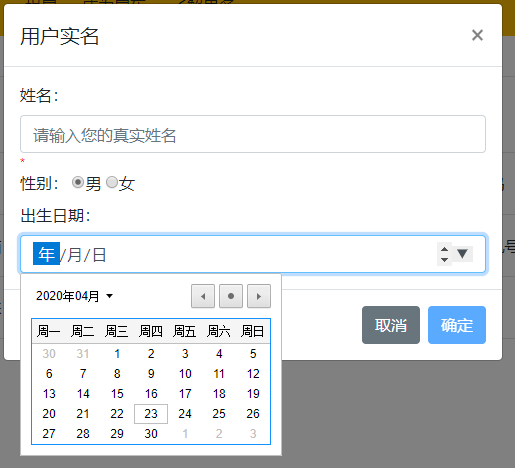 用户实名 ×
姓名：
请输入您的真实姓名
*
性别： 男 女
出生日期：
年/月/日
2020年04月
周一 周二 周三 周四 周五 周六 周日
30 31 1 2 3 4 5
6 7 8 9 10 11 12
13 14 15 16 17 18 19
20 21 22 23 24 25 26
27 28 29 30 1 2 3
取消 确定